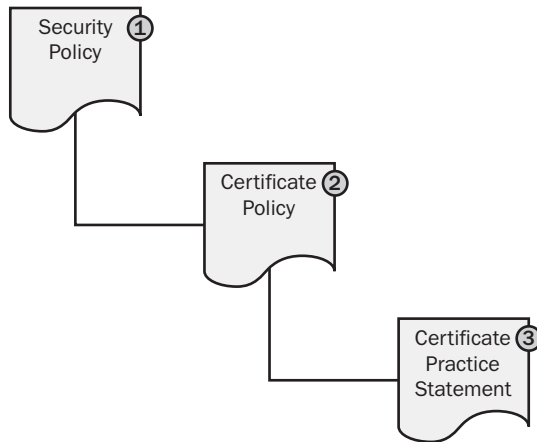 Security
Policy
1
Certificate
Policy
2
Certificate
Practice
Statement
3